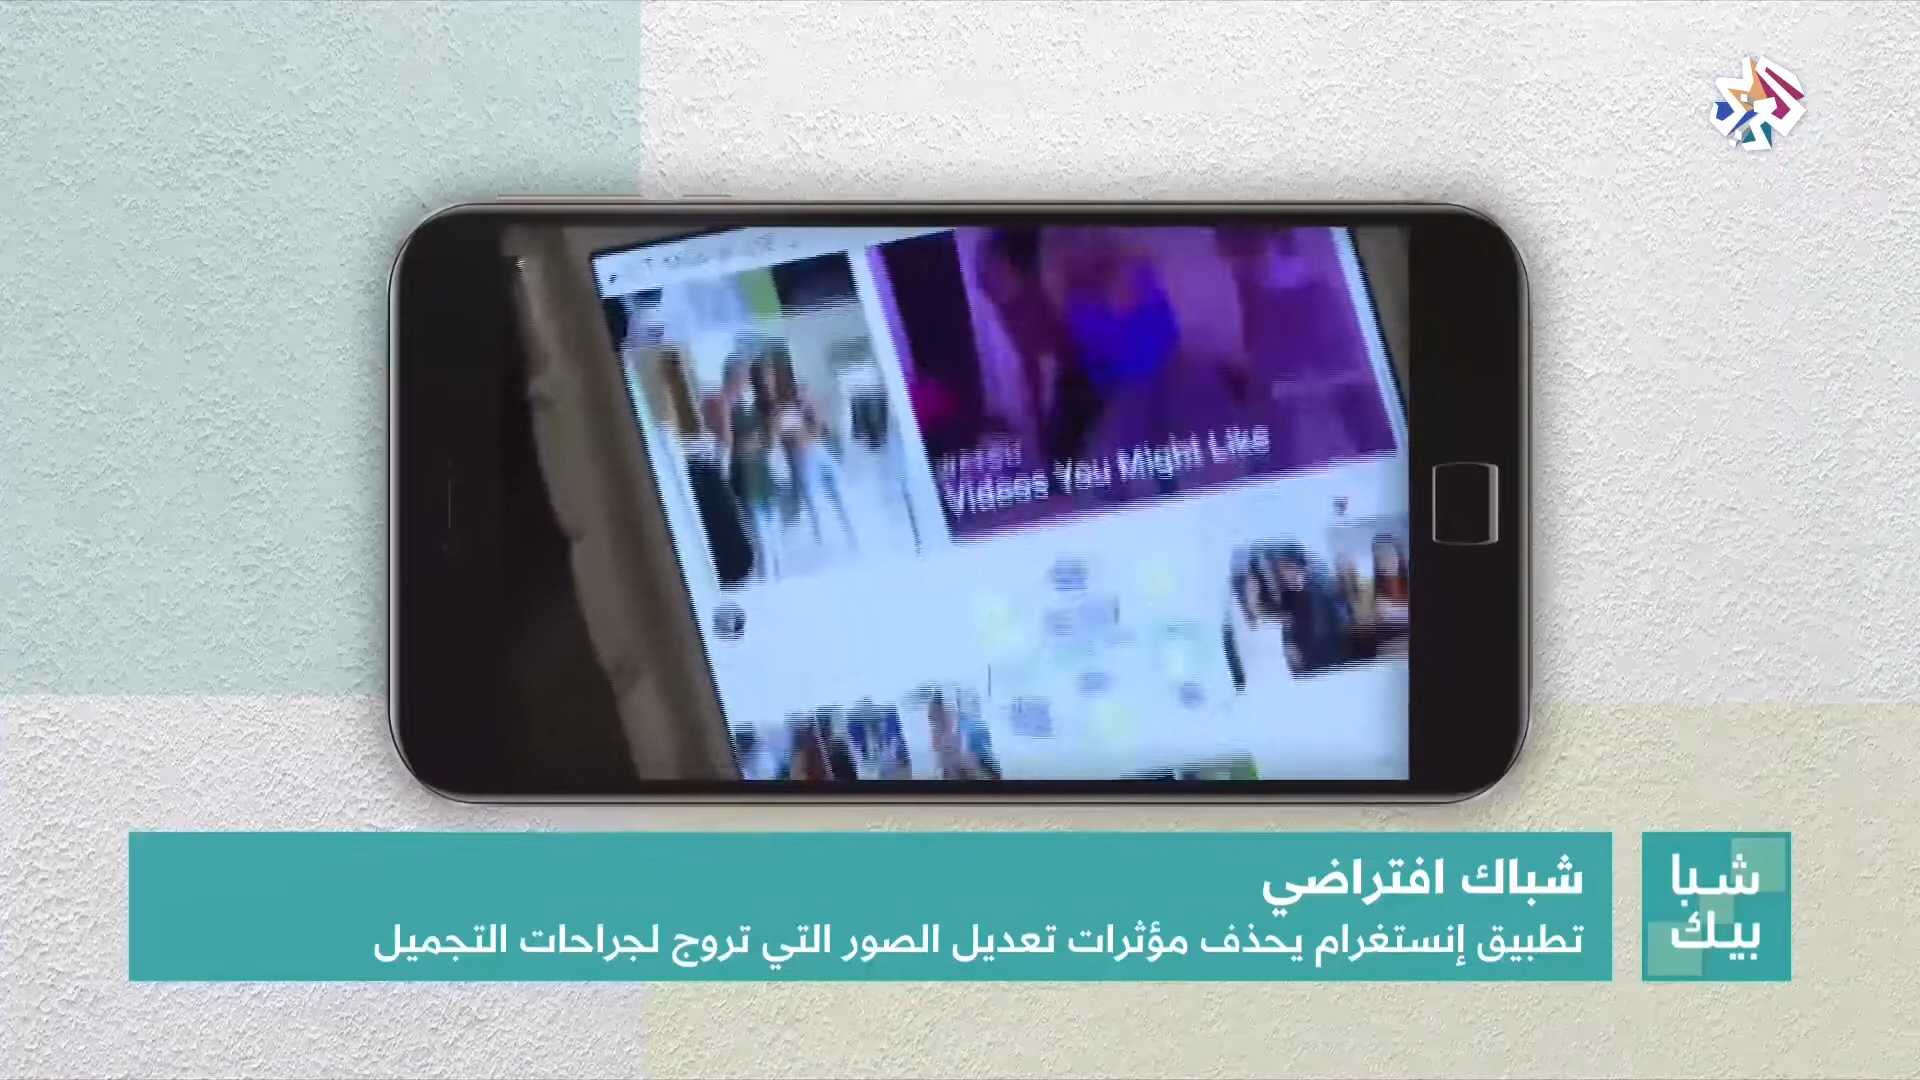 Videos You Might Like
شباك افتراضي
تطبيق إنستغرام يحذف مؤثرات تعديل الصور التي تروج لجراحات التجميل
شبا
بيك